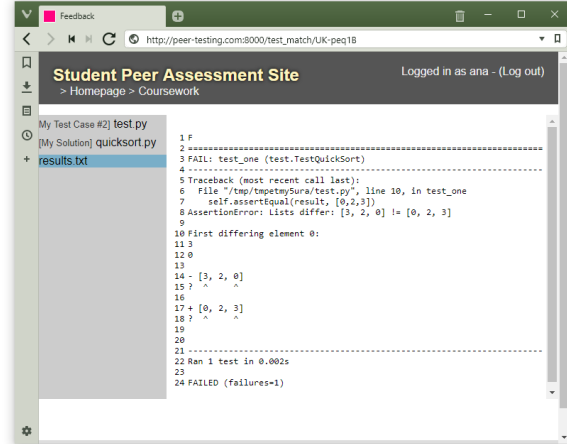 Feedback
http://peer-testing.com:8000/test_match/UK-peq1B
Student Peer Assessment Site
Logged in as ana - (Log out)
> Homepage > Coursework
My Test Case #2] test.py
[My Solution] quicksort.py
results.txt
1 F
2 ======================================================================
3 FAIL: test_one (test.TestQuickSort)
4 ----------------------------------------------------------------------
5 Traceback (most recent call last):
6   File "/tmp/tmpetmy5ura/test.py", line 10, in test_one
7     self.assertEqual(result, [0,2,3])
8 AssertionError: Lists differ: [3, 2, 0] != [0, 2, 3]
9
10 First differing element 0:
11 3
12 0
13
14 - [3, 2, 0]
15 ?  ^     ^
16
17 + [0, 2, 3]
18 ?  ^     ^
19
20
21 ----------------------------------------------------------------------
22 Ran 1 test in 0.002s
23
24 FAILED (failures=1)